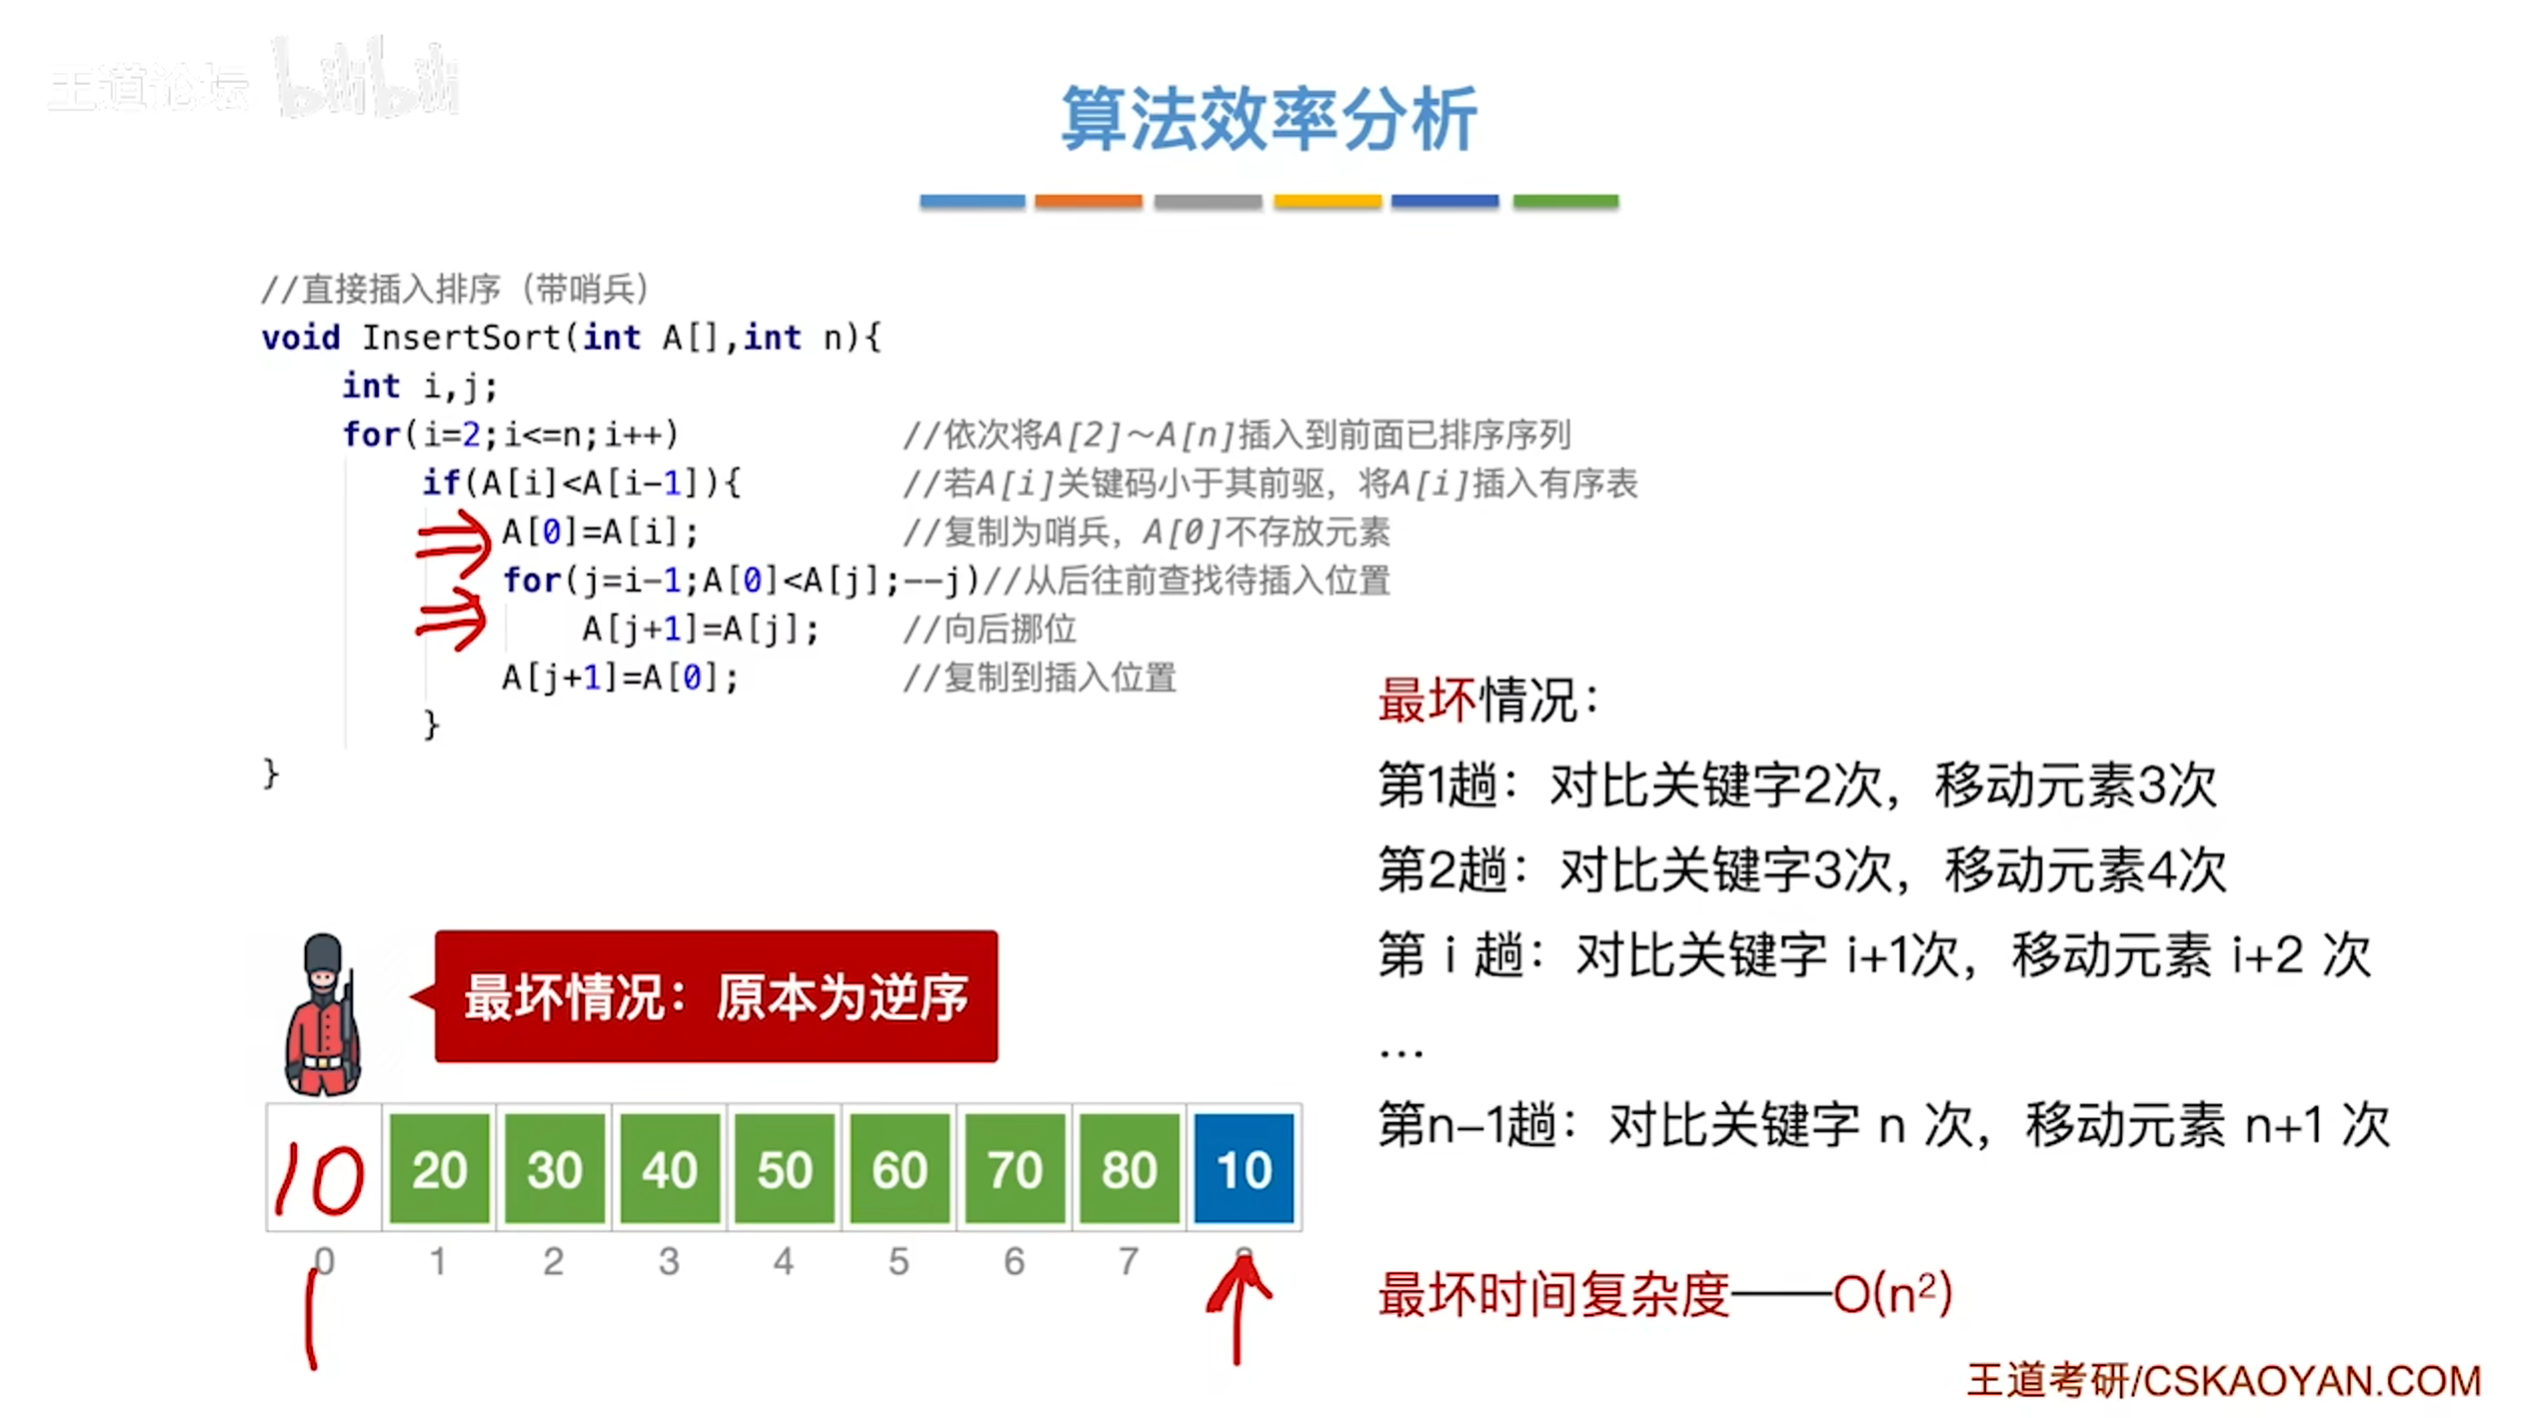 王道论坛 bilibili
算法效率分析
//直接插入排序（带哨兵）
void InsertSort(int A[],int n){
int i,j;
for(i=2;i<=n;i++) //依次将A[2]～A[n]插入到前面已排序序列
if(A[i]<A[i-1]){ //若A[i]关键码小于其前驱，将A[i]插入有序表
A[0]=A[i]; //复制为哨兵，A[0]不存放元素
for(j=i-1;A[0]<A[j];--j)//从后往前查找待插入位置
A[j+1]=A[j]; //向后挪位
A[j+1]=A[0]; //复制到插入位置
}
}
最坏情况：
第1趟：对比关键字2次，移动元素3次
第2趟：对比关键字3次，移动元素4次
第 i 趟：对比关键字 i+1次，移动元素 i+2 次
…
第n-1趟：对比关键字 n 次，移动元素 n+1 次
最坏时间复杂度——O(n²)
最坏情况：原本为逆序
10 20 30 40 50 60 70 80 10
0 1 2 3 4 5 6 7 8
王道考研/CSKAOYAN.COM